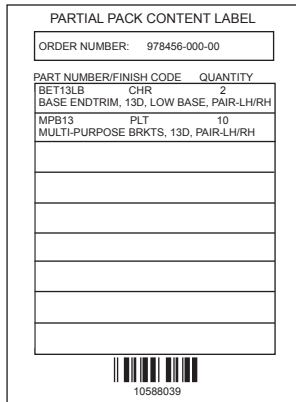 PARTIAL PACK CONTENT LABEL
ORDER NUMBER: 978456-000-00
PART NUMBER/FINISH CODE QUANTITY
BET13LB CHR 2
BASE ENDTRIM, 13D, LOW BASE, PAIR-LH/RH
MPB13 PLT 10
MULTI-PURPOSE BRKTS, 13D, PAIR-LH/RH
10588039